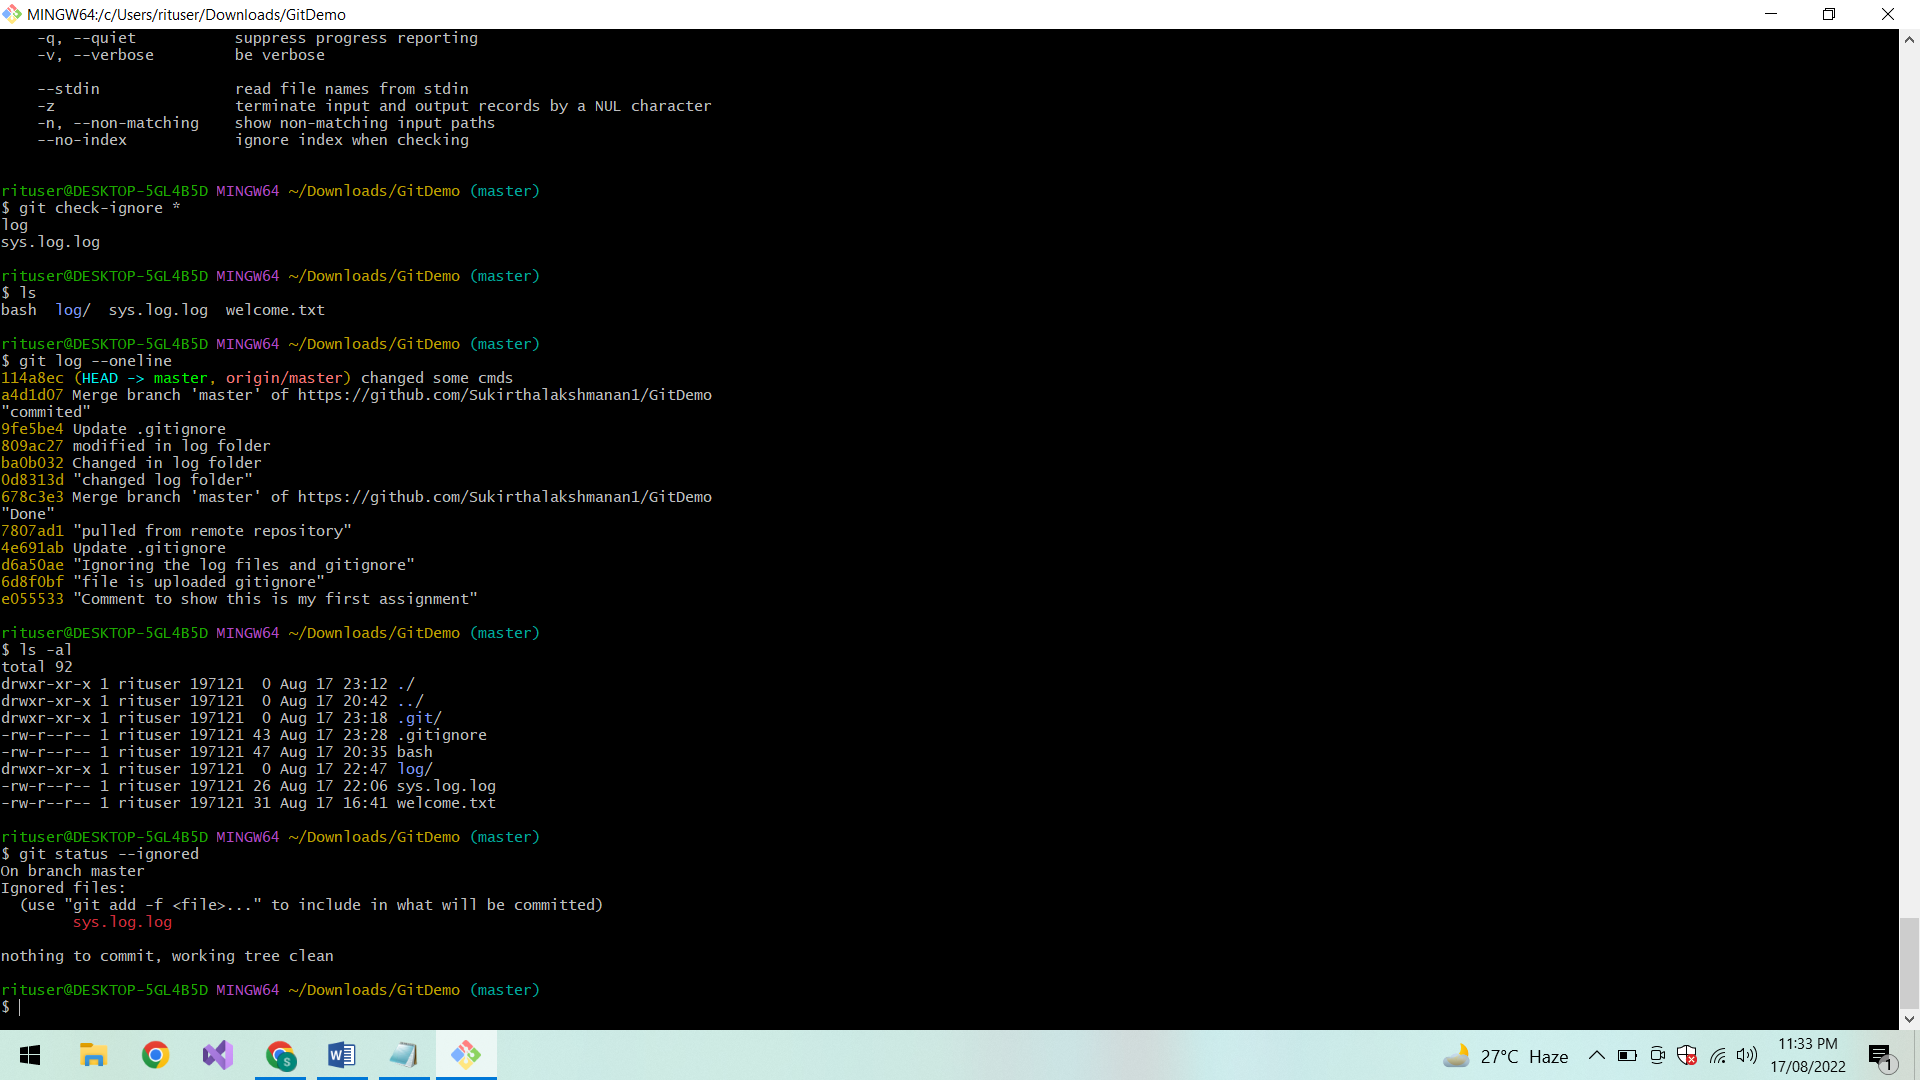 MINGW64:/c/Users/rituser/Downloads/GitDemo
    -q, --quiet           suppress progress reporting
    -v, --verbose         be verbose
    --stdin               read file names from stdin
    -z                    terminate input and output records by a NUL character
    -n, --non-matching    show non-matching input paths
    --no-index            ignore index when checking
rituser@DESKTOP-5GL4B5D MINGW64 ~/Downloads/GitDemo (master)
$ git check-ignore *
log
sys.log.log
rituser@DESKTOP-5GL4B5D MINGW64 ~/Downloads/GitDemo (master)
$ ls
bash  log/  sys.log.log  welcome.txt
rituser@DESKTOP-5GL4B5D MINGW64 ~/Downloads/GitDemo (master)
$ git log --oneline
114a8ec (HEAD -> master, origin/master) changed some cmds
a4d1d07 Merge branch 'master' of https://github.com/Sukirthalakshmanan1/GitDemo
"commited"
9fe5be4 Update .gitignore
809ac27 modified in log folder
ba0b032 Changed in log folder
0d8313d "changed log folder"
678c3e3 Merge branch 'master' of https://github.com/Sukirthalakshmanan1/GitDemo
"Done"
7807ad1 "pulled from remote repository"
4e691ab Update .gitignore
d6a50ae "Ignoring the log files and gitignore"
6d8f0bf "file is uploaded gitignore"
e055533 "Comment to show this is my first assignment"
rituser@DESKTOP-5GL4B5D MINGW64 ~/Downloads/GitDemo (master)
$ ls -al
total 92
drwxr-xr-x 1 rituser 197121  0 Aug 17 23:12 ./
drwxr-xr-x 1 rituser 197121  0 Aug 17 20:42 ../
drwxr-xr-x 1 rituser 197121  0 Aug 17 23:18 .git/
-rw-r--r-- 1 rituser 197121 43 Aug 17 23:28 .gitignore
-rw-r--r-- 1 rituser 197121 47 Aug 17 20:35 bash
drwxr-xr-x 1 rituser 197121  0 Aug 17 22:47 log/
-rw-r--r-- 1 rituser 197121 26 Aug 17 22:06 sys.log.log
-rw-r--r-- 1 rituser 197121 31 Aug 17 16:41 welcome.txt
rituser@DESKTOP-5GL4B5D MINGW64 ~/Downloads/GitDemo (master)
$ git status --ignored
On branch master
Ignored files:
  (use "git add -f <file>..." to include in what will be committed)
        sys.log.log
nothing to commit, working tree clean
rituser@DESKTOP-5GL4B5D MINGW64 ~/Downloads/GitDemo (master)
$
27°C Haze
11:33 PM
17/08/2022
1